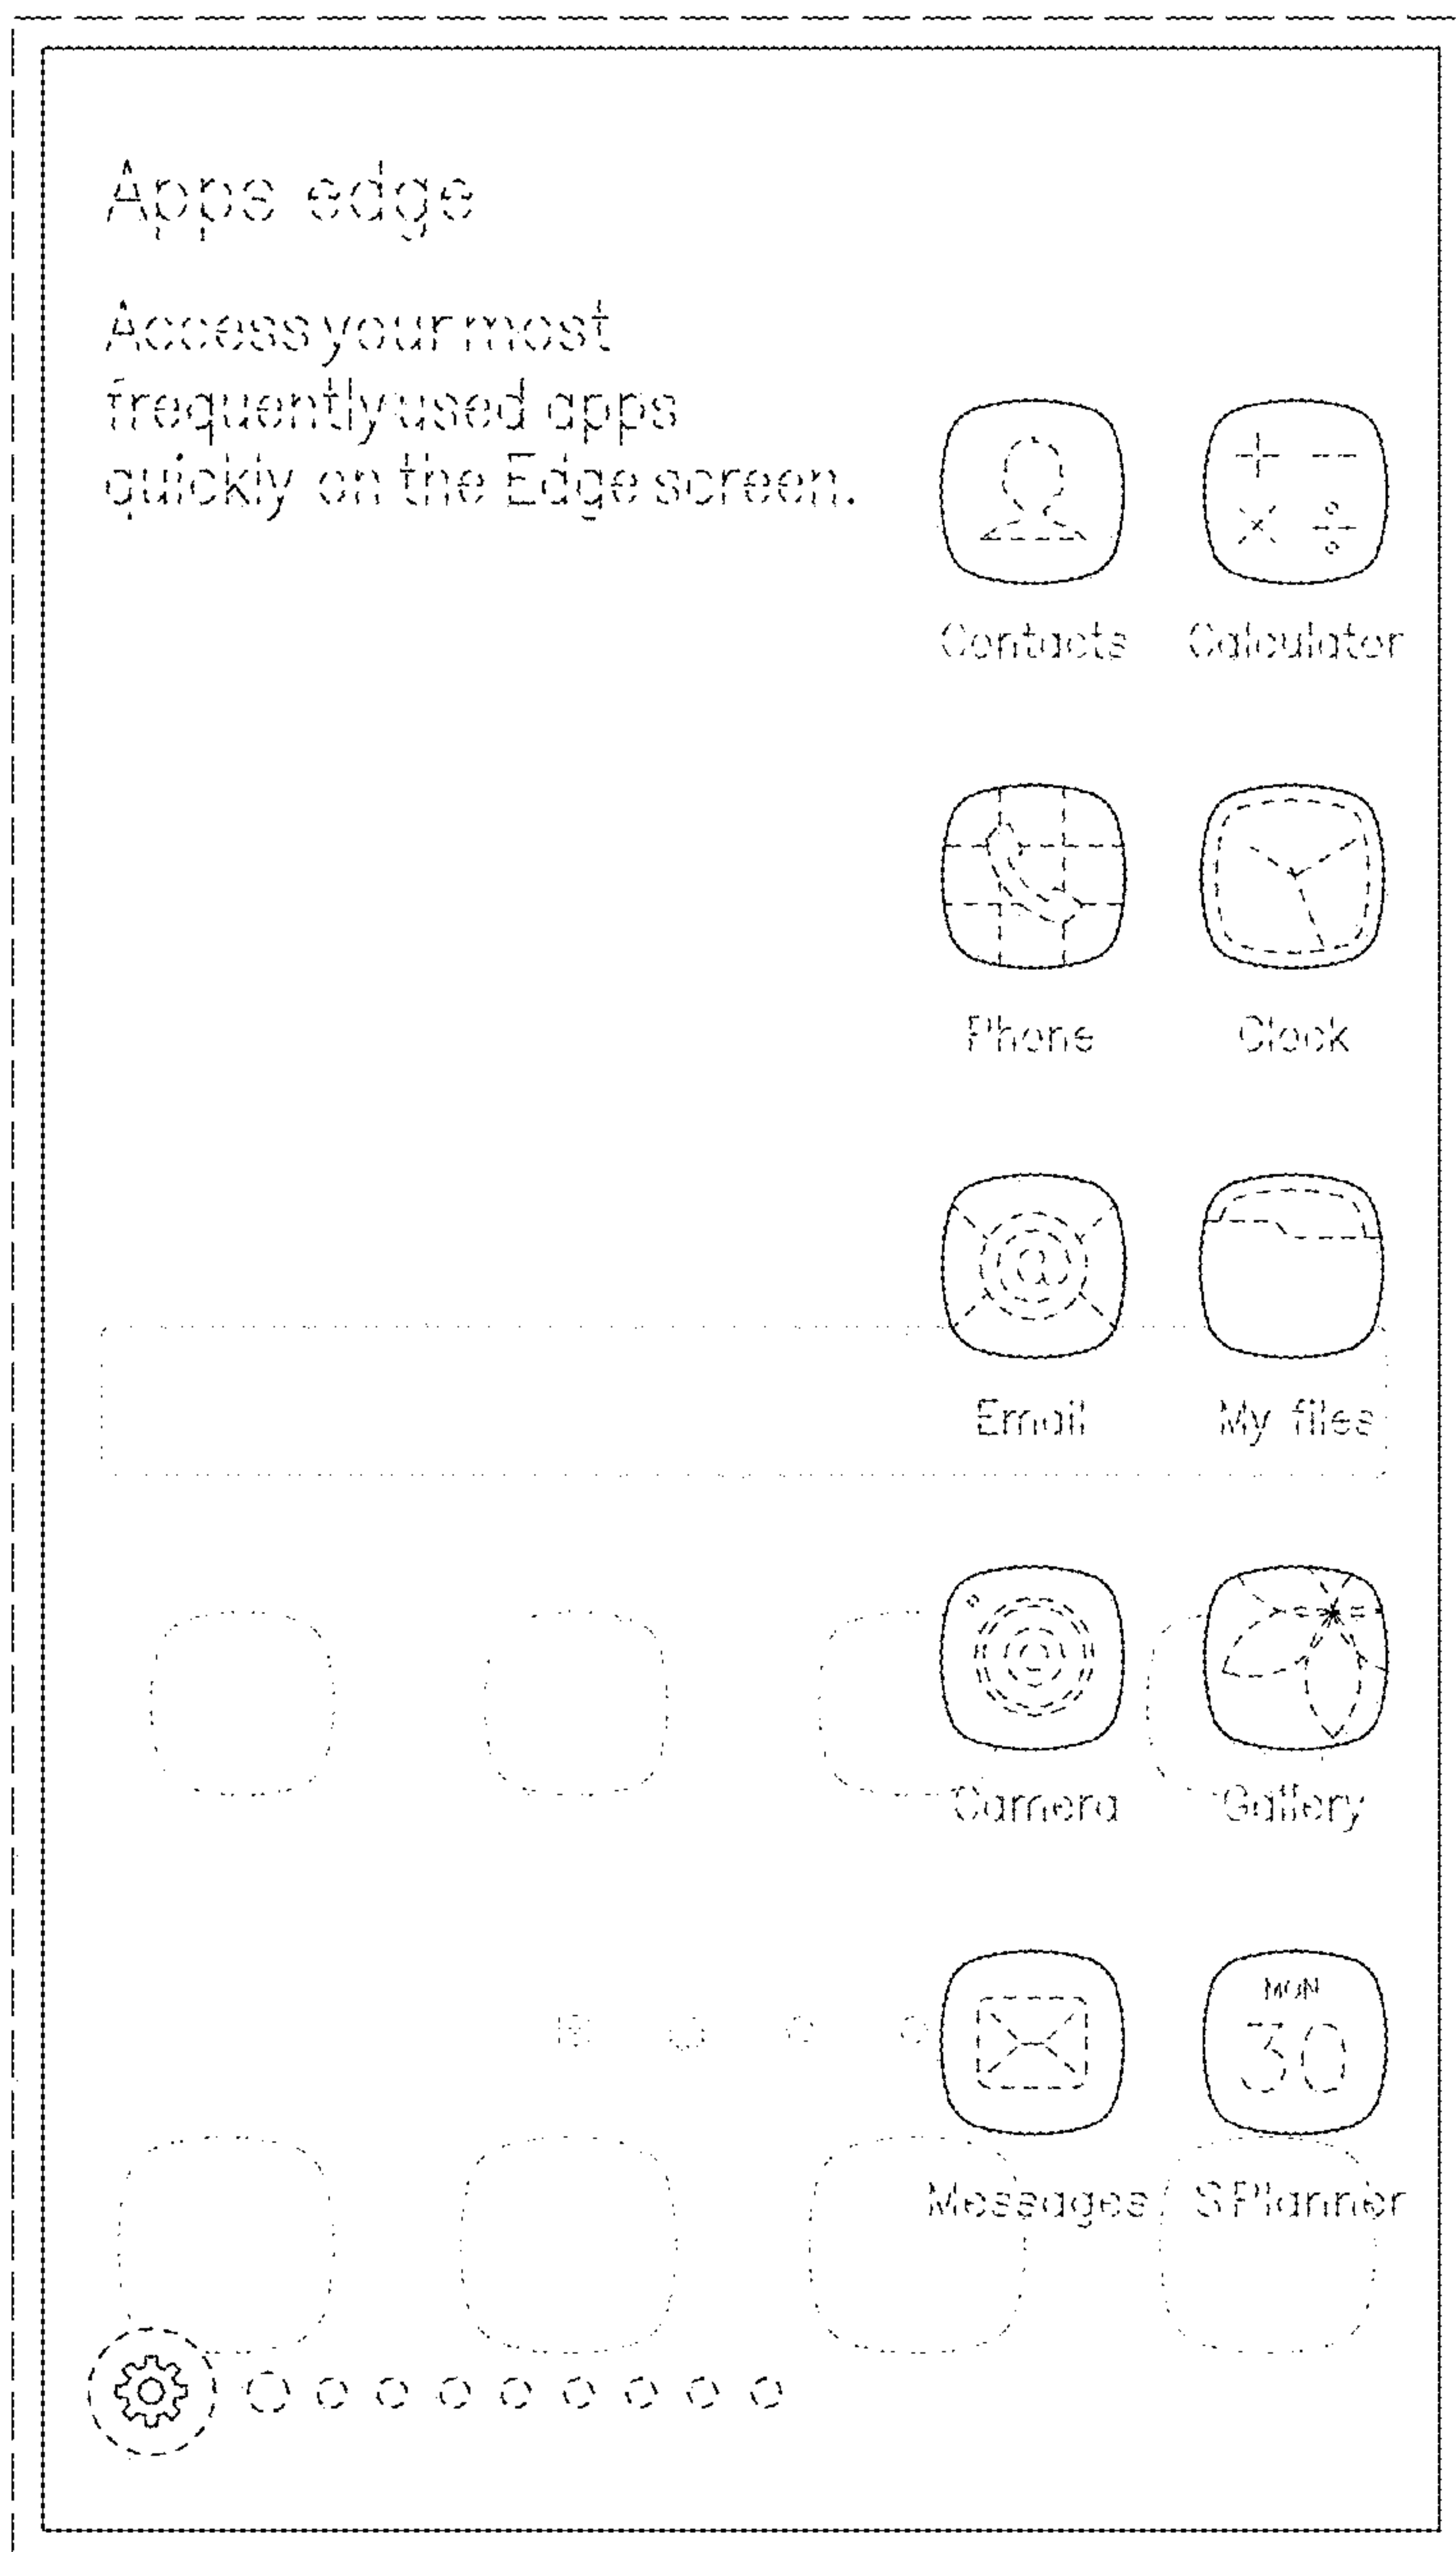 Apps edge
Access your most
frequently used apps
quickly on the Edge screen.
Contacts Calculator
Phone Clock
Email My files
Camera Gallery
MON
30
Messages S Planner